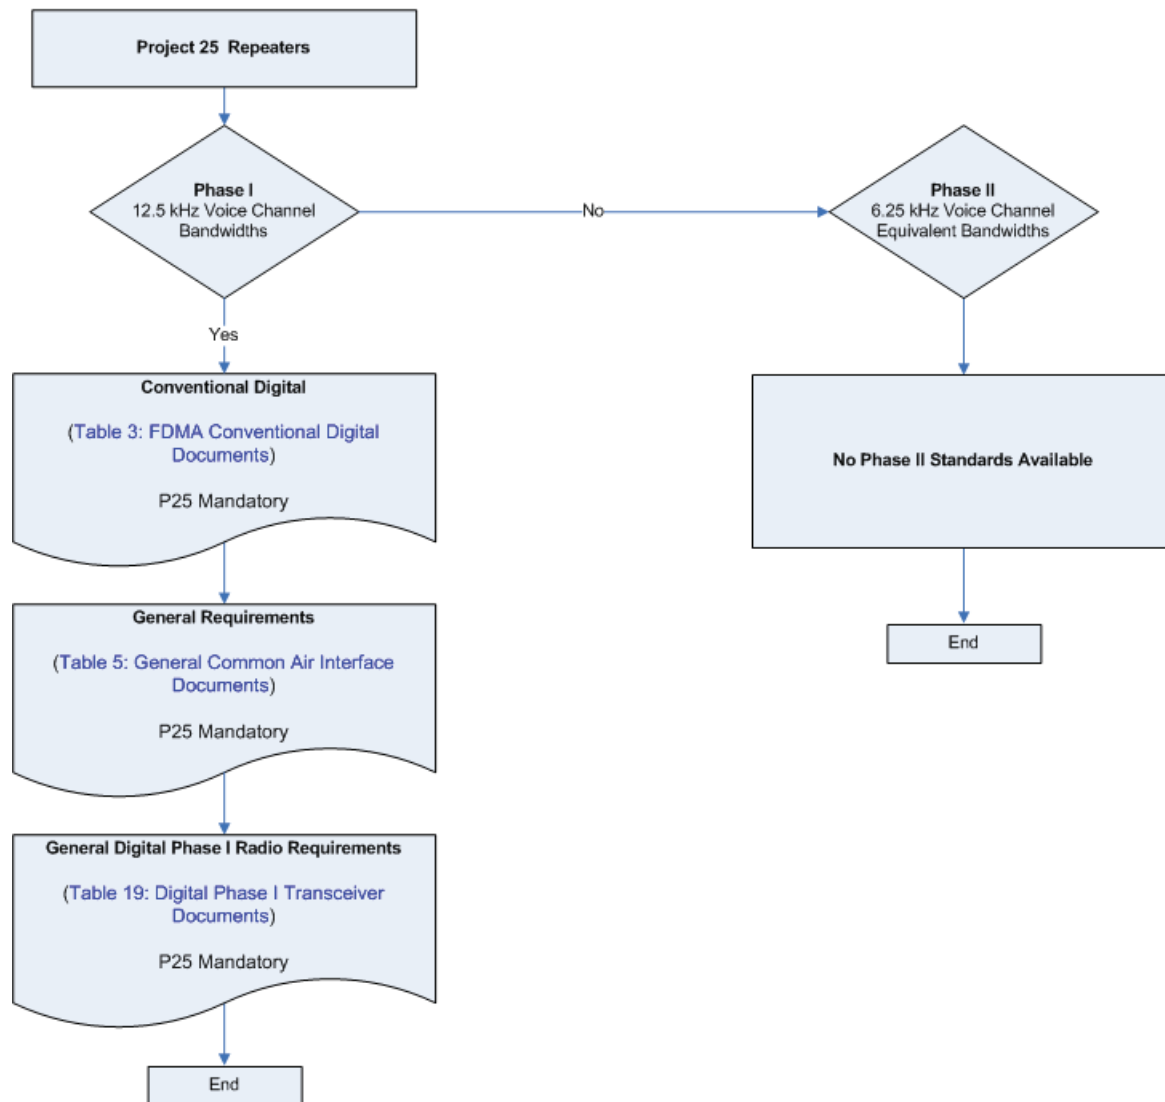 Project 25 Repeaters
Phase I
12.5 kHz Voice Channel
Bandwidths
No
Phase II
6.25 kHz Voice Channel
Equivalent Bandwidths
Yes
Conventional Digital
(Table 3: FDMA Conventional Digital
Documents)
P25 Mandatory
No Phase II Standards Available
General Requirements
(Table 5: General Common Air Interface
Documents)
P25 Mandatory
End
General Digital Phase I Radio Requirements
(Table 19: Digital Phase I Transceiver
Documents)
P25 Mandatory
End